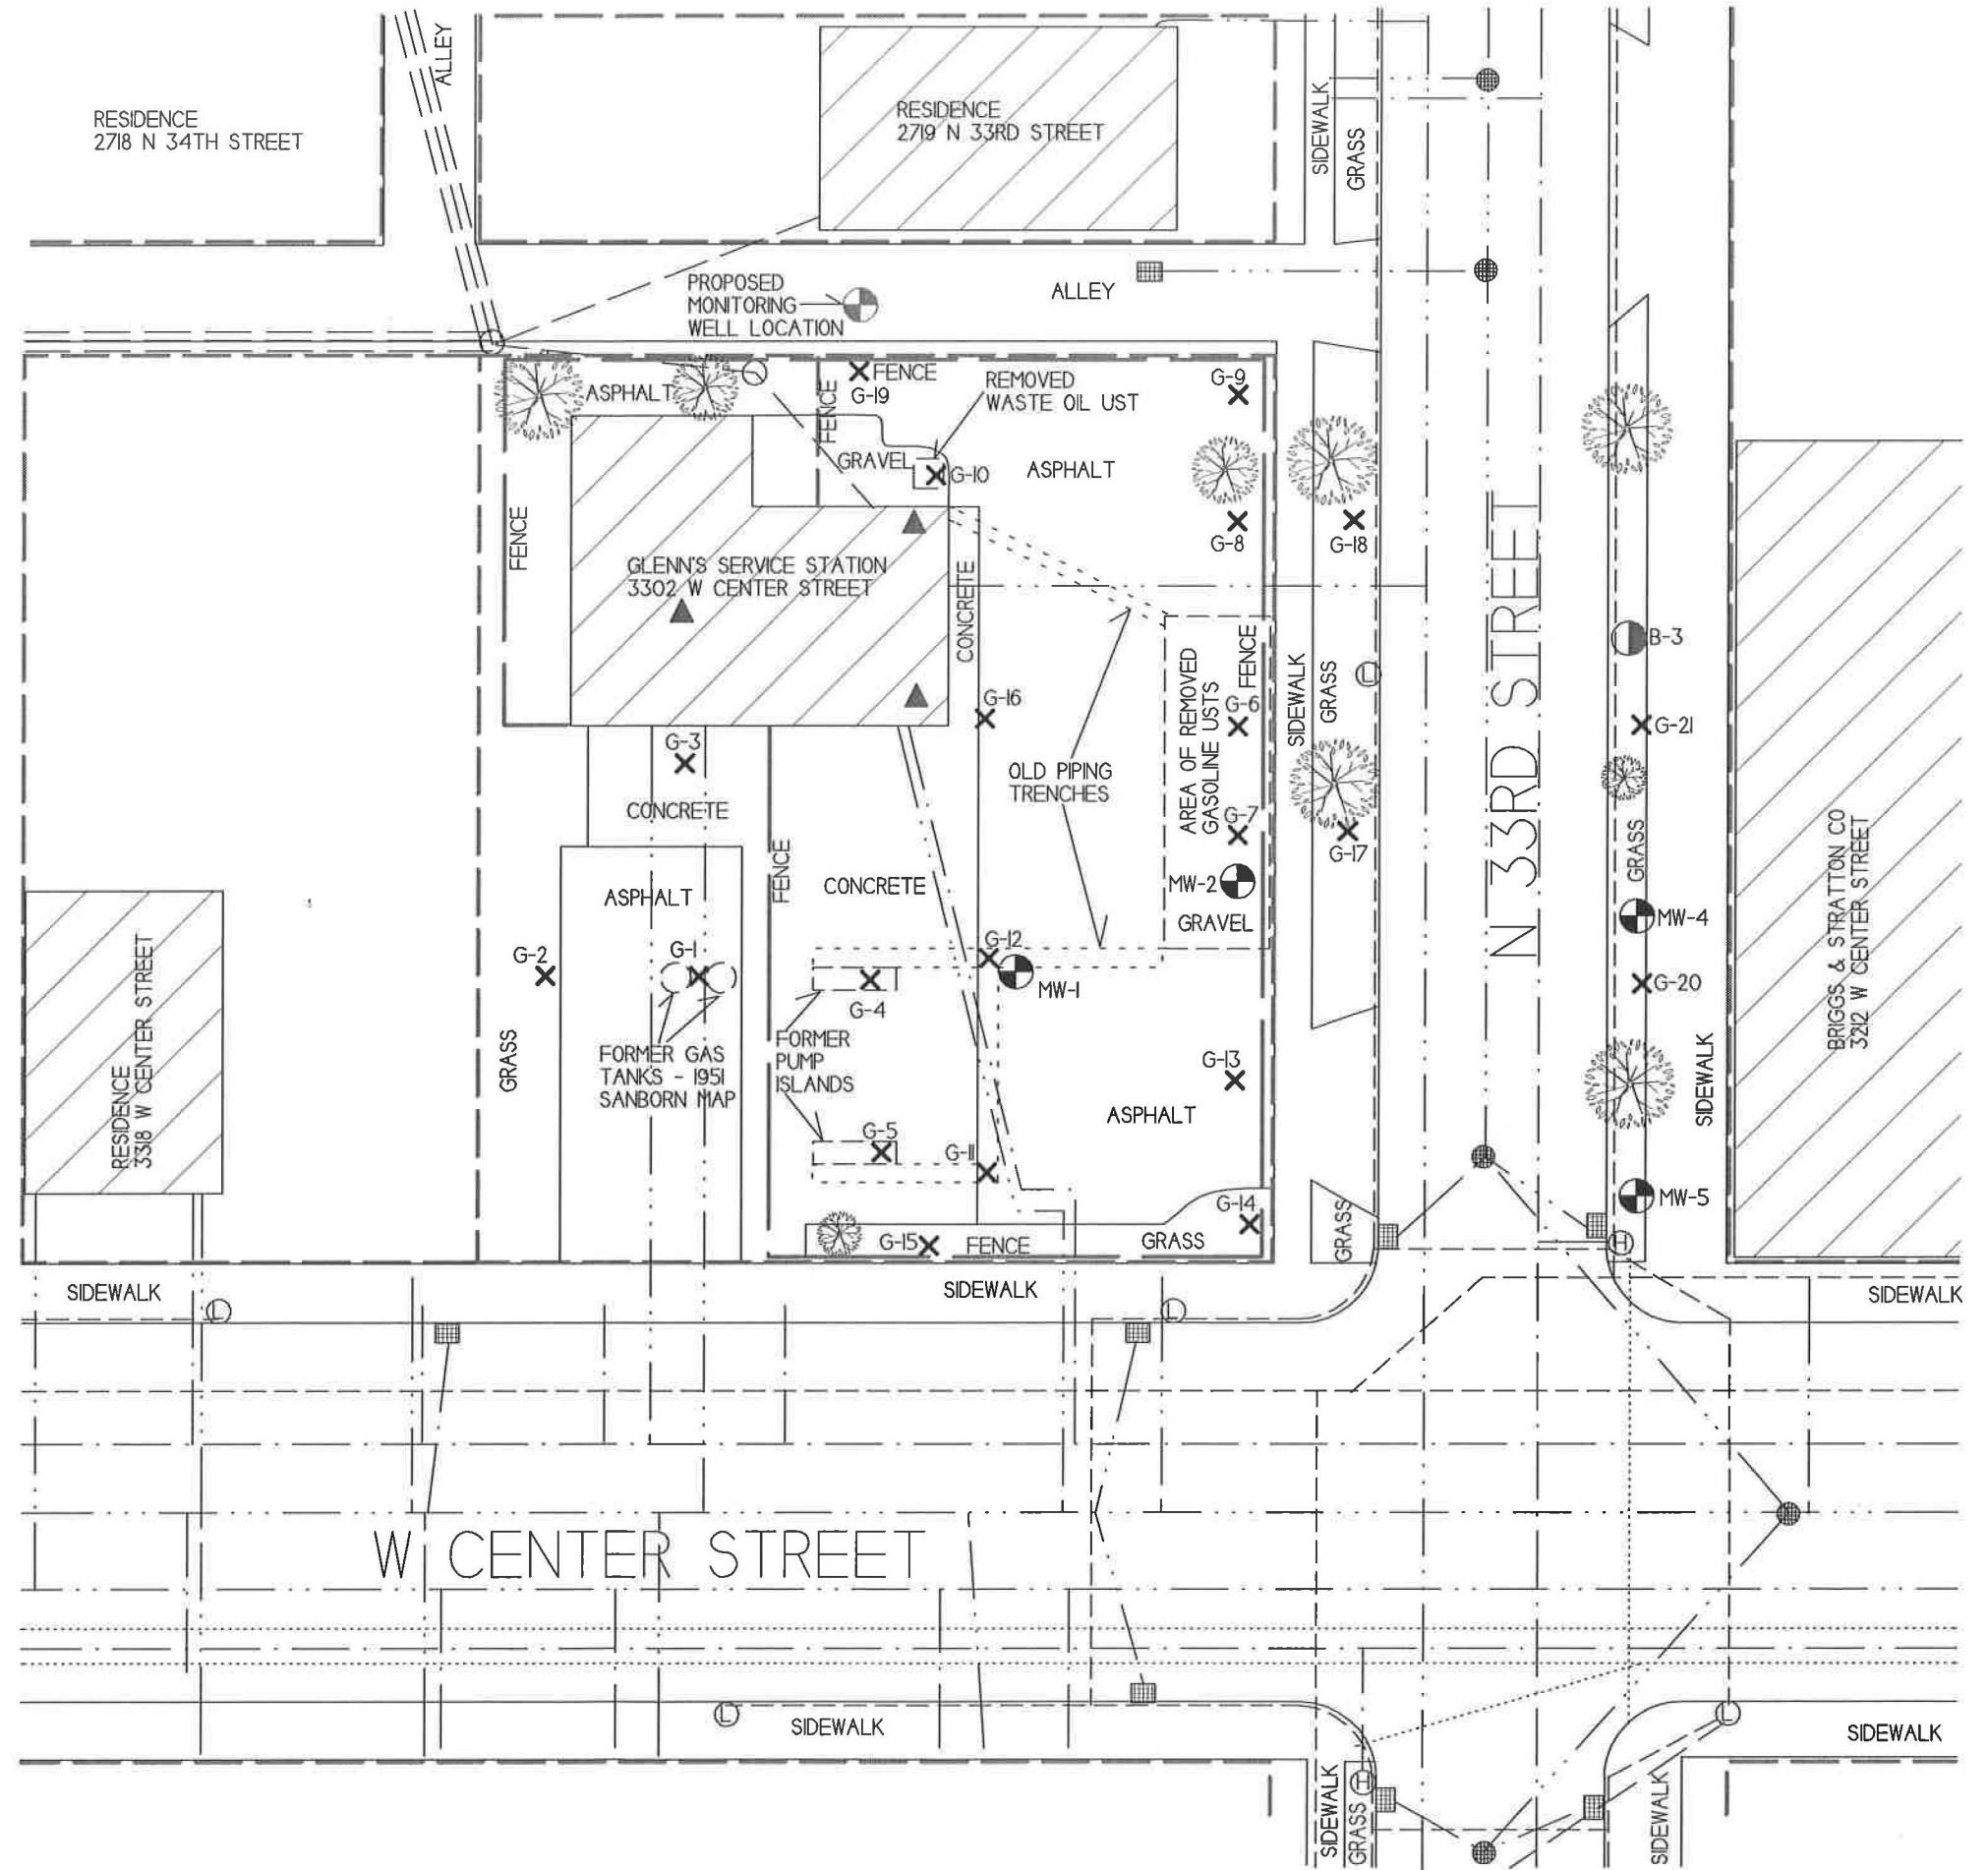 ALLEY
RESIDENCE
2718 N 34TH STREET
RESIDENCE
2719 N 33RD STREET
SIDEWALK
GRASS
PROPOSED
MONITORING
WELL LOCATION
ALLEY
ASPHALT
FENCE
FENCE
G-19
REMOVED
WASTE OIL UST
G-9
GRAVEL
G-10
ASPHALT
FENCE
G-8
G-18
GLENN'S SERVICE STATION
3302 W CENTER STREET
CONCRETE
N 33RD STREET
B-3
AREA OF REMOVED
GASOLINE USTS
FENCE
SIDEWALK
GRASS
L
G-16
G-6
G-21
G-3
OLD PIPING
TRENCHES
CONCRETE
G-7
G-17
GRASS
BRIGGS & STRATTON CO
3212 W CENTER STREET
FENCE
CONCRETE
ASPHALT
MW-2
GRAVEL
MW-4
RESIDENCE
3318 W CENTER STREET
G-2
G-1
G-12
MW-1
G-4
G-20
GRASS
FORMER GAS
TANKS - 1951
SANBORN MAP
FORMER
PUMP
ISLANDS
G-13
SIDEWALK
ASPHALT
G-5
G-11
G-14
MW-5
GRASS
G-15
FENCE
GRASS
H
SIDEWALK
SIDEWALK
SIDEWALK
L
L
W CENTER STREET
L
SIDEWALK
L
SIDEWALK
SIDEWALK
GRASS
H
SIDEWALK